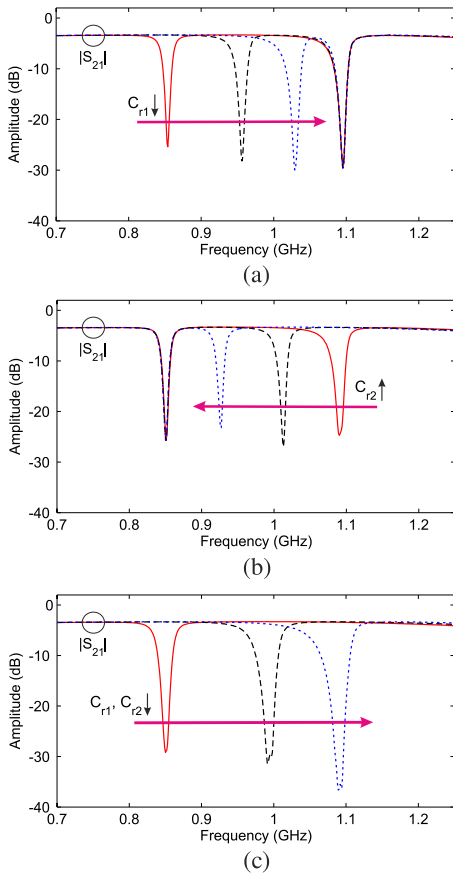 0
-10
-20
-30
-40
Amplitude (dB)
|S21|
Cr1 ↓
0.7 0.8 0.9 1 1.1 1.2
Frequency (GHz)
(a)
0
-10
-20
-30
-40
Amplitude (dB)
|S21|
Cr2 ↑
0.7 0.8 0.9 1 1.1 1.2
Frequency (GHz)
(b)
0
-10
-20
-30
-40
Amplitude (dB)
|S21|
Cr1, Cr2 ↓
0.7 0.8 0.9 1 1.1 1.2
Frequency (GHz)
(c)